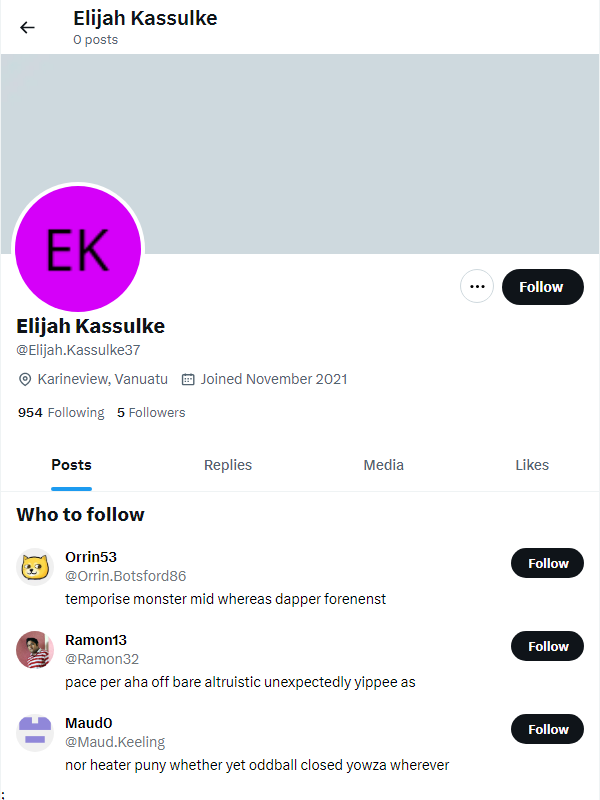 Elijah Kassulke
0 posts
EK
Follow
Elijah Kassulke
@Elijah.Kassulke37
Karineview, Vanuatu Joined November 2021
954 Following 5 Followers
Posts Replies Media Likes
Who to follow
Orrin53
@Orrin.Botsford86
Follow
temporise monster mid whereas dapper forenenst
Ramon13
@Ramon32
Follow
pace per aha off bare altruistic unexpectedly yippee as
Maud0
@Maud.Keeling
Follow
nor heater puny whether yet oddball closed yowza wherever
;